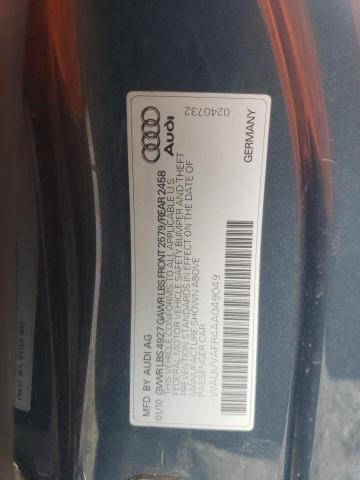 Audi
0240732
GERMANY
MFD. BY AUDI AG
01/10 GVWR LBS 4927 GAWR LBS FRONT 2579/REAR 2458
THIS VEHICLE CONFORMS TO ALL APPLICABLE U.S.
FEDERAL MOTOR VEHICLE SAFETY, BUMPER AND THEFT
PREVENTION STANDARDS IN EFFECT ON THE DATE OF
MANUFACTURE SHOWN ABOVE
PASSENGER CAR
WAUWVAFR4AA049049